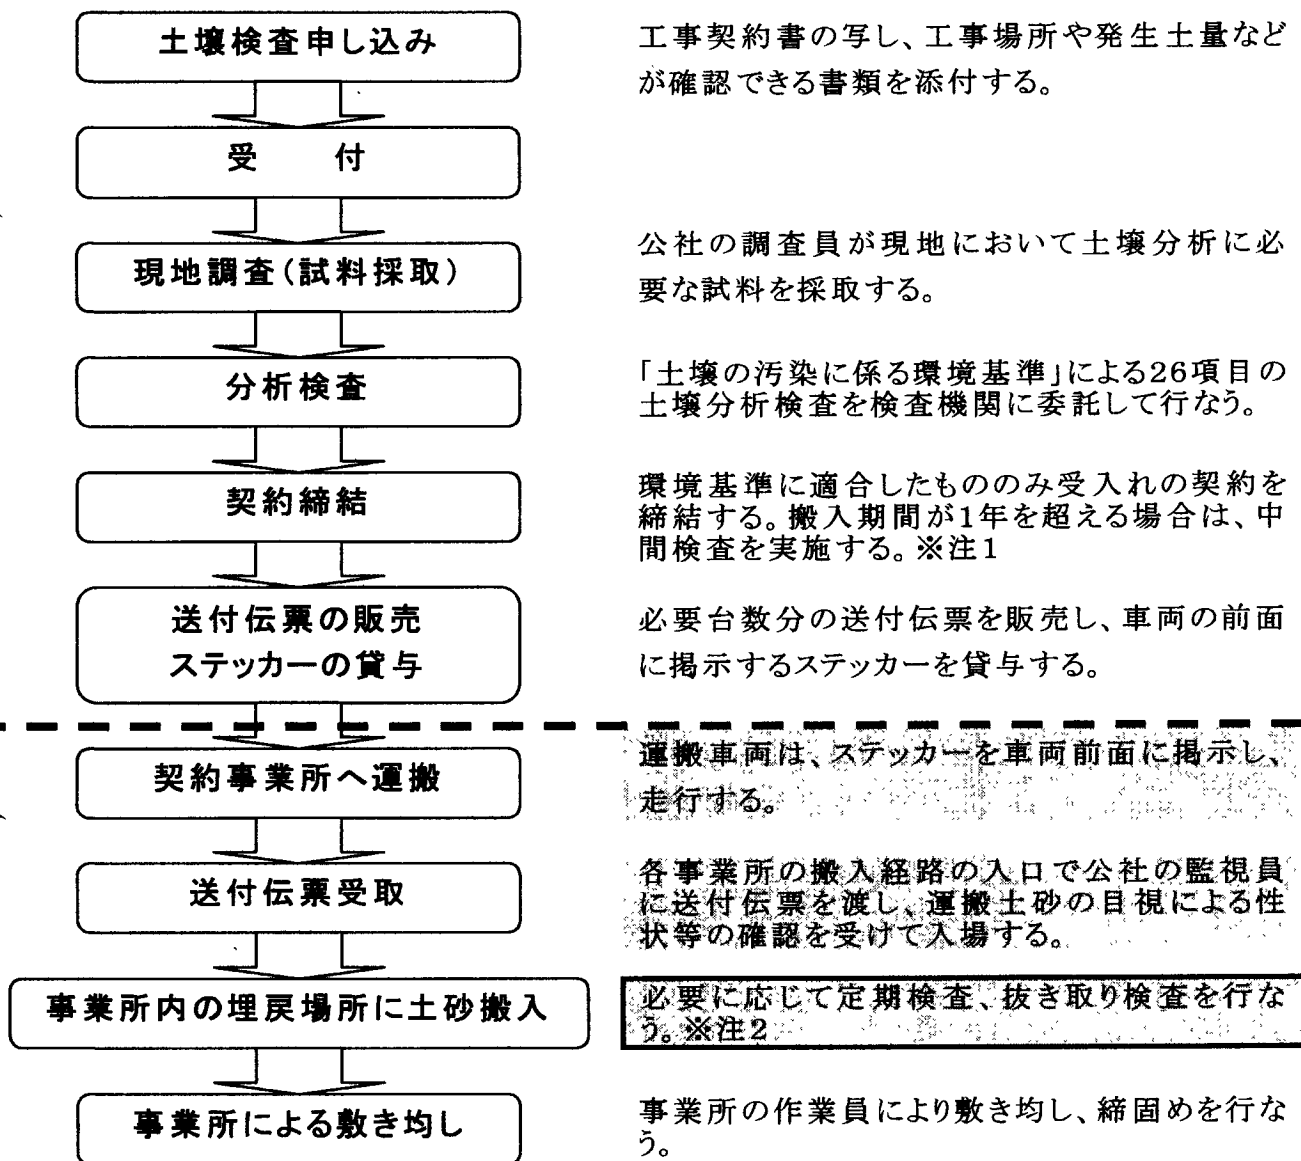 土壌検査申し込み
工事契約書の写し、工事場所や発生土量など
が確認できる書類を添付する。
受　　付
現地調査(試料採取)
公社の調査員が現地において土壌分析に必
要な試料を採取する。
分析検査
「土壌の汚染に係る環境基準」による26項目の
土壌分析検査を検査機関に委託して行なう。
契約締結
環境基準に適合したもののみ受入れの契約を
締結する。搬入期間が1年を超える場合は、中
間検査を実施する。※注1
送付伝票の販売
ステッカーの貸与
必要台数分の送付伝票を販売し、車両の前面
に掲示するステッカーを貸与する。
契約事業所へ運搬
運搬車両は、ステッカーを車両前面に掲示し、
走行する。
送付伝票受取
各事業所の搬入経路の入口で公社の監視員
に送付伝票を渡し、運搬土砂の目視による性
状等の確認を受けて入場する。
事業所内の埋戻場所に土砂搬入
必要に応じて定期検査、抜き取り検査を行な
う。※注2
事業所による敷き均し
事業所の作業員により敷き均し、締固めを行な
う。